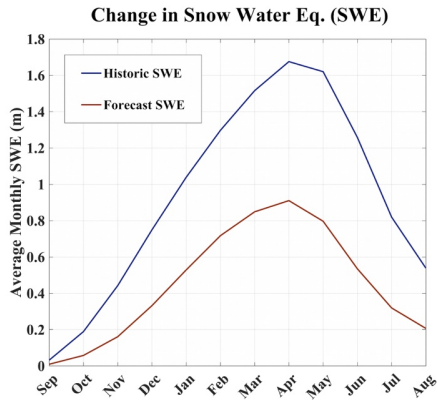 Change in Snow Water Eq. (SWE)
Average Monthly SWE (m)
1.8
1.6
1.4
1.2
1
0.8
0.6
0.4
0.2
0
Historic SWE
Forecast SWE
Sep Oct Nov Dec Jan Feb Mar Apr May Jun Jul Aug